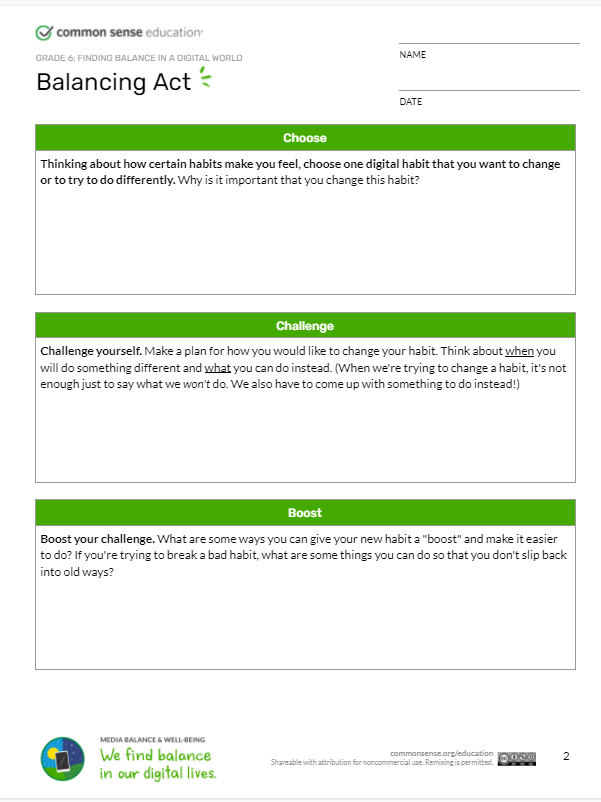 common sense education
GRADE 6: FINDING BALANCE IN A DIGITAL WORLD
Balancing Act
NAME
DATE
Choose
Thinking about how certain habits make you feel, choose one digital habit that you want to change
or to try to do differently. Why is it important that you change this habit?
Challenge
Challenge yourself. Make a plan for how you would like to change your habit. Think about when you
will do something different and what you can do instead. (When we're trying to change a habit, it's not
enough just to say what we won't do. We also have to come up with something to do instead!)
Boost
Boost your challenge. What are some ways you can give your new habit a "boost" and make it easier
to do? If you're trying to break a bad habit, what are some things you can do so that you don't slip back
into old ways?
MEDIA BALANCE & WELL-BEING
We find balance
in our digital lives.
commonsense.org/education
Shareable with attribution for noncommercial use. Remixing is permitted.
2